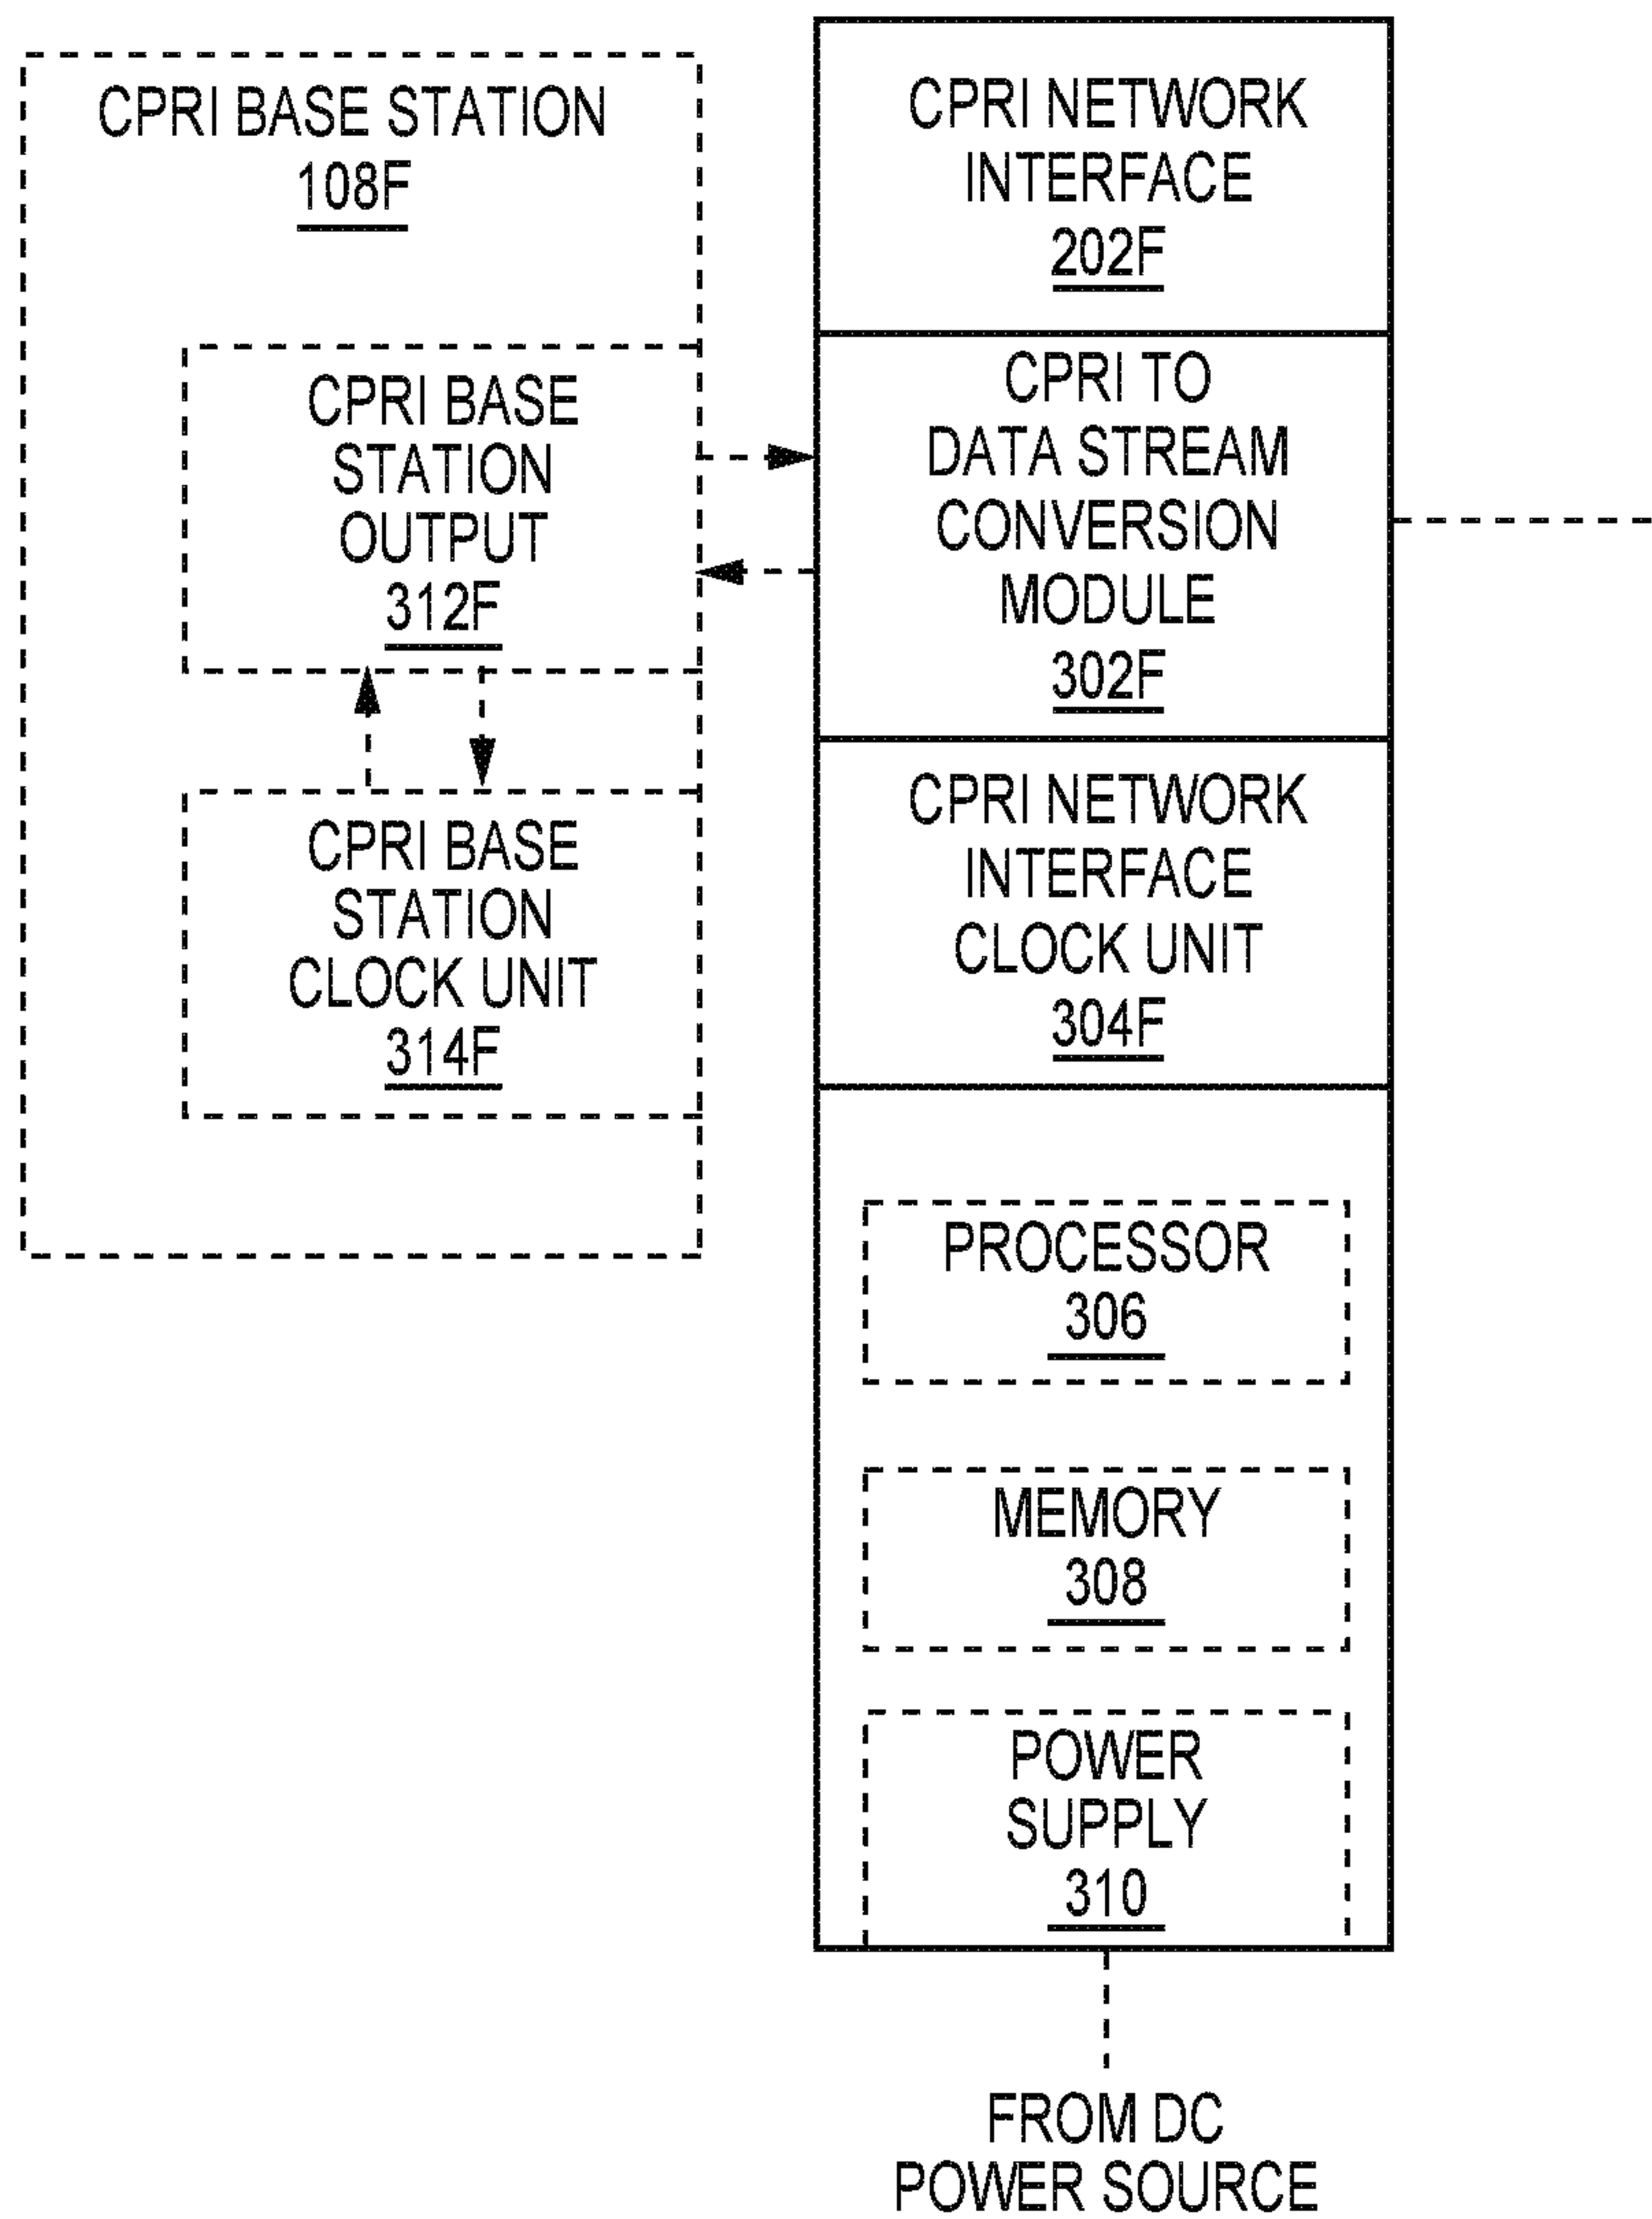 CPRI BASE STATION
108F
CPRI BASE
STATION
OUTPUT
312F
CPRI BASE
STATION
CLOCK UNIT
314F
CPRI NETWORK
INTERFACE
202F
CPRI TO
DATA STREAM
CONVERSION
MODULE
302F
CPRI NETWORK
INTERFACE
CLOCK UNIT
304F
PROCESSOR
306
MEMORY
308
POWER
SUPPLY
310
FROM DC
POWER SOURCE